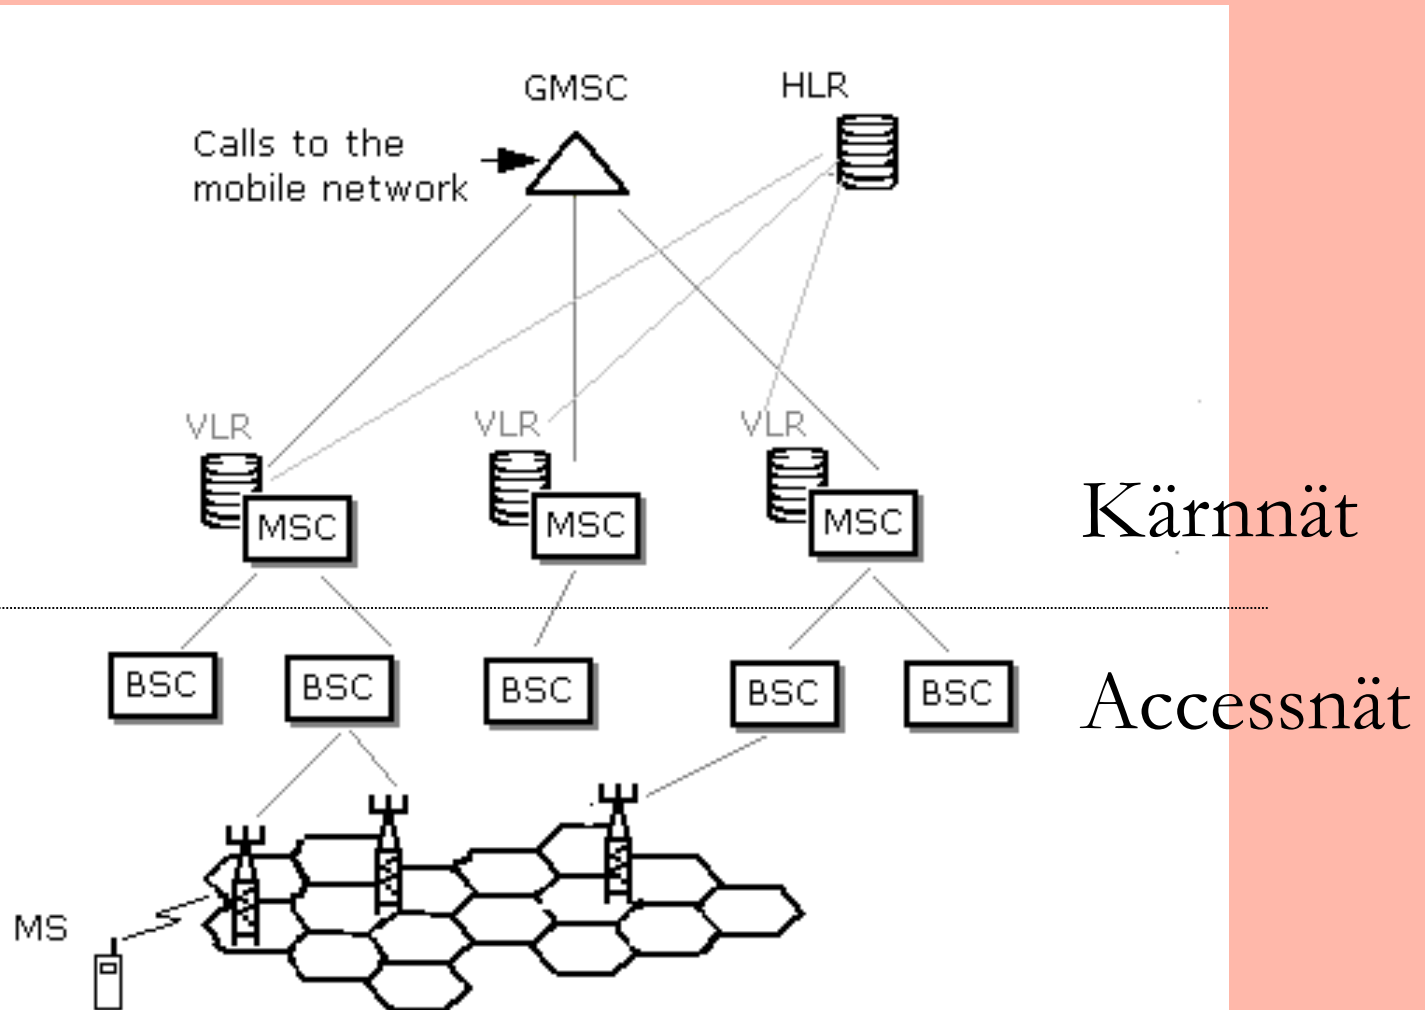 GMSC
HLR
Calls to the
mobile network
VLR
VLR
VLR
MSC
MSC
MSC
Kärnnät
BSC
BSC
BSC
BSC
BSC
Accessnät
MS